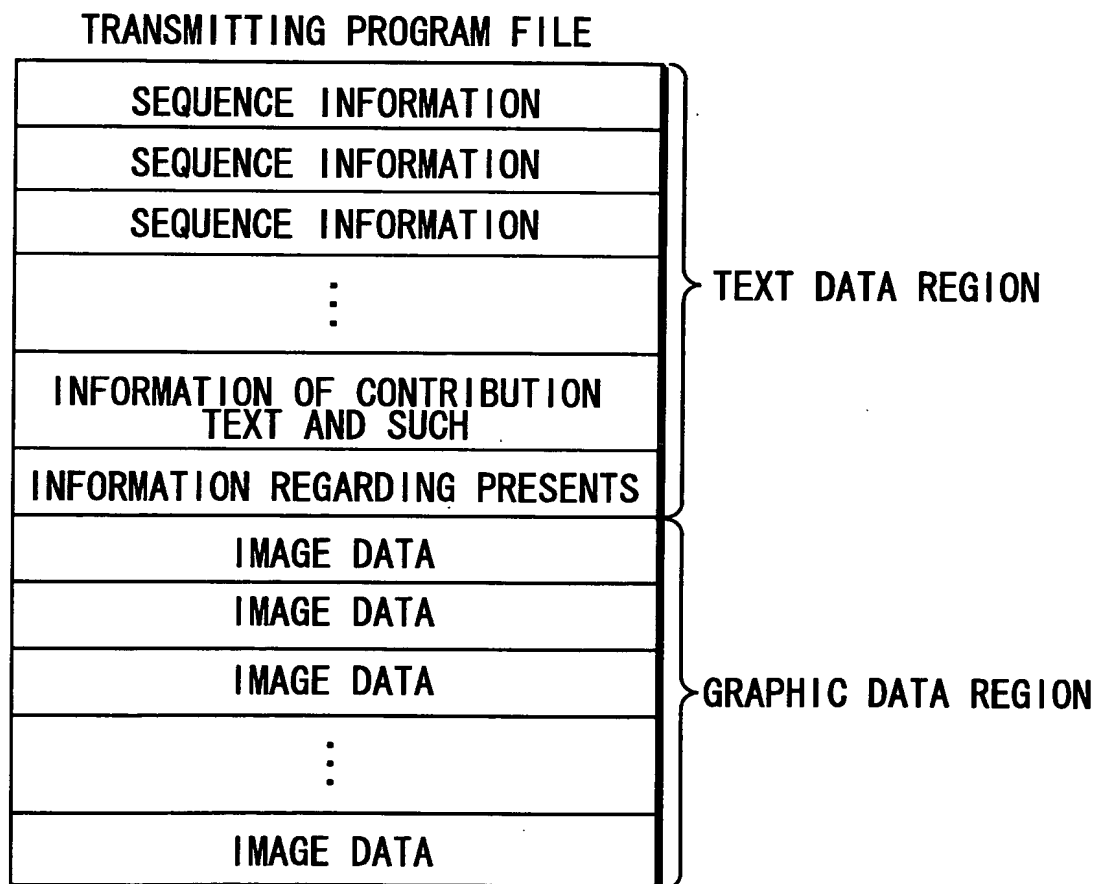 TRANSMITTING PROGRAM FILE
SEQUENCE INFORMATION
SEQUENCE INFORMATION
SEQUENCE INFORMATION
⋮
TEXT DATA REGION
INFORMATION OF CONTRIBUTION
TEXT AND SUCH
INFORMATION REGARDING PRESENTS
IMAGE DATA
IMAGE DATA
IMAGE DATA
GRAPHIC DATA REGION
⋮
IMAGE DATA